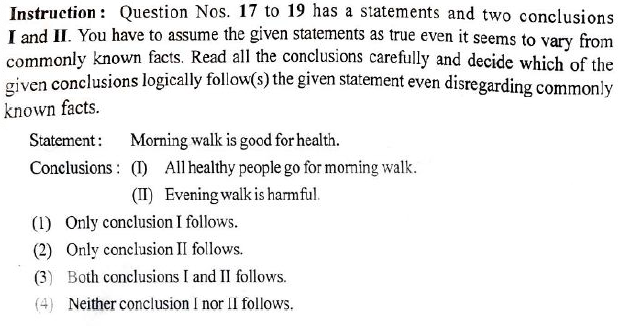 Instruction : Question Nos. 17 to 19 has a statements and two conclusions
I and II. You have to assume the given statements as true even it seems to vary from
commonly known facts. Read all the conclusions carefully and decide which of the
given conclusions logically follow(s) the given statement even disregarding commonly
known facts.
Statement : Morning walk is good for health.
Conclusions : (I) All healthy people go for morning walk.
(II) Evening walk is harmful.
(1) Only conclusion I follows.
(2) Only conclusion II follows.
(3) Both conclusions I and II follows.
(4) Neither conclusion I nor II follows.